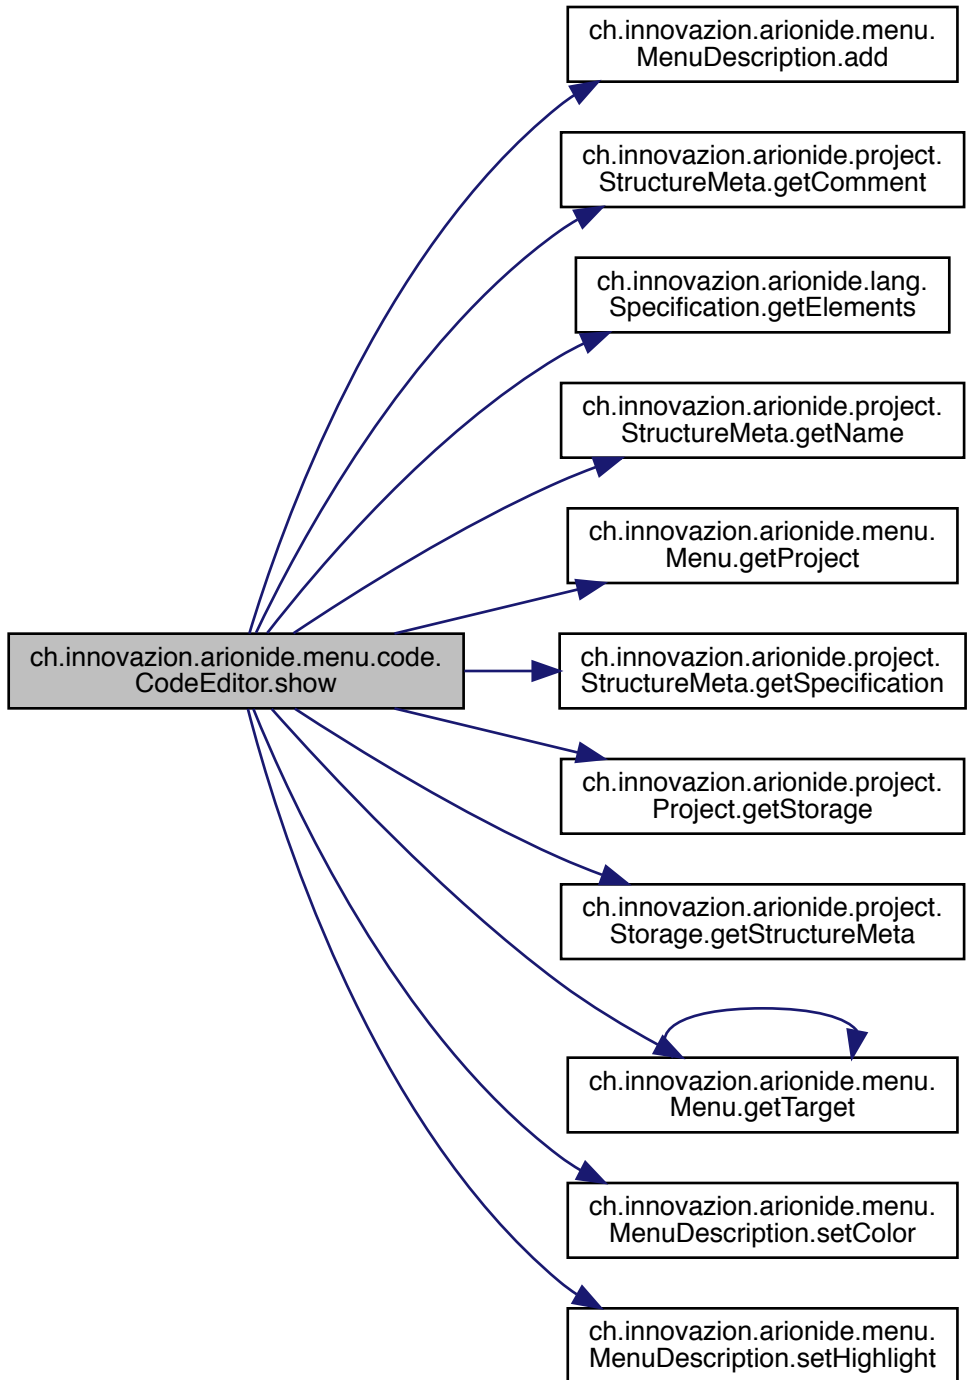 ch.innovazion.arionide.menu.
MenuDescription.add
ch.innovazion.arionide.project.
StructureMeta.getComment
ch.innovazion.arionide.lang.
Specification.getElements
ch.innovazion.arionide.project.
StructureMeta.getName
ch.innovazion.arionide.menu.
Menu.getProject
ch.innovazion.arionide.menu.code.
CodeEditor.show
ch.innovazion.arionide.project.
StructureMeta.getSpecification
ch.innovazion.arionide.project.
Project.getStorage
ch.innovazion.arionide.project.
Storage.getStructureMeta
ch.innovazion.arionide.menu.
Menu.getTarget
ch.innovazion.arionide.menu.
MenuDescription.setColor
ch.innovazion.arionide.menu.
MenuDescription.setHighlight